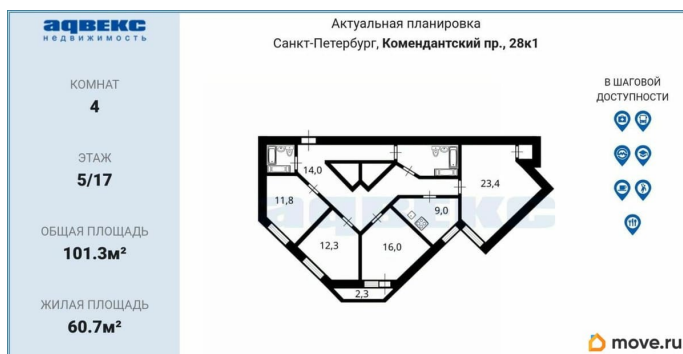 адвекс
НЕДВИЖИМОСТЬ
КОМНАТ
4
ЭТАЖ
5/17
ОБЩАЯ ПЛОЩАДЬ
101.3м²
ЖИЛАЯ ПЛОЩАДЬ
60.7м²
Актуальная планировка
Санкт-Петербург, Комендантский пр., 28к1
14,0
23,4
11,8
9,0
адвекс
12,3
16,0
2,3
В ШАГОВОЙ
ДОСТУПНОСТИ
move.ru